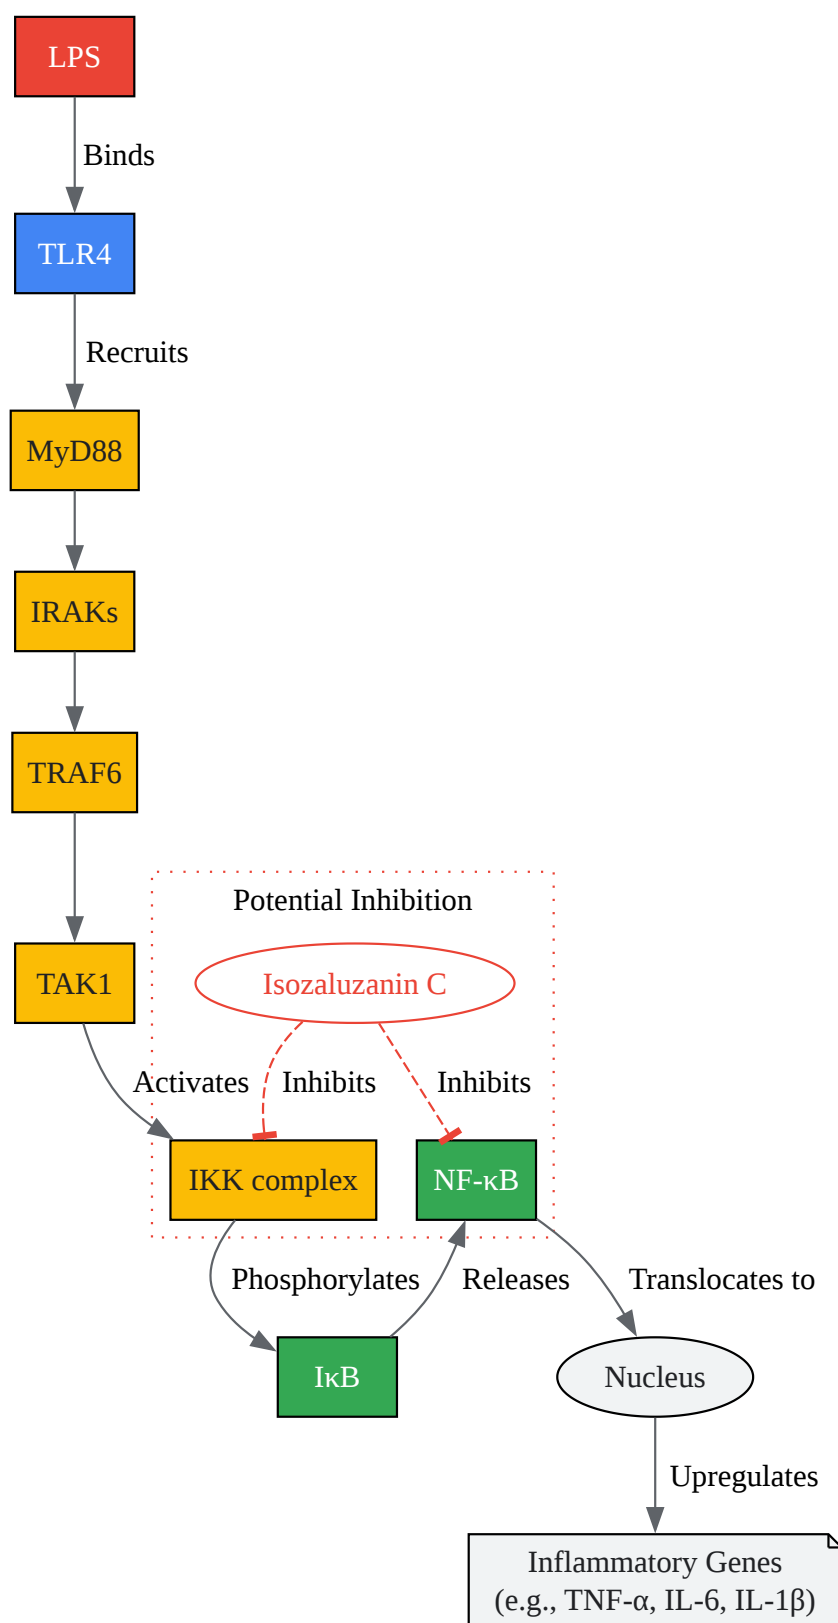 LPS
Binds
TLR4
Recruits
MyD88
IRAKs
TRAF6
Potential Inhibition
TAK1
Isozaluzanin C
Activates
Inhibits
Inhibits
IKK complex
NF-κB
Phosphorylates
Releases
Translocates to
IκB
Nucleus
Upregulates
Inflammatory Genes
(e.g., TNF-α, IL-6, IL-1β)